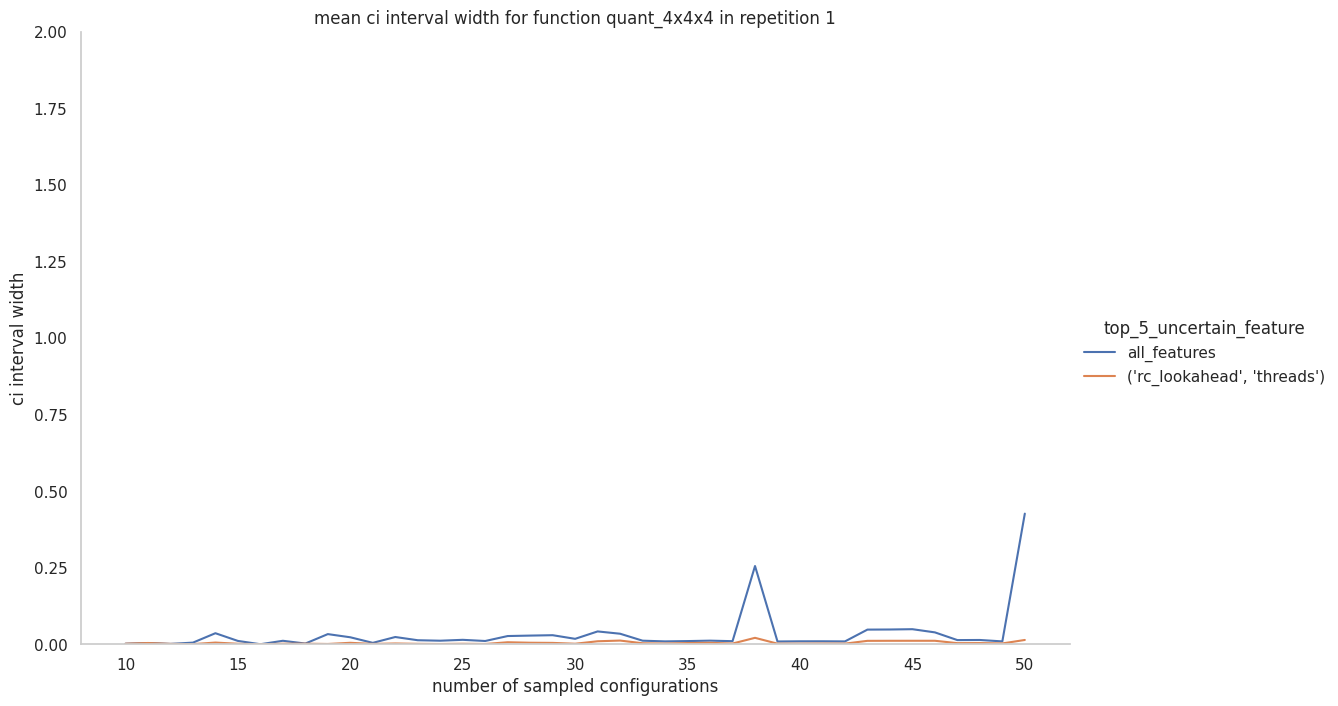 mean ci interval width for function quant_4x4x4 in repetition 1
2.00
1.75
1.50
1.25
1.00
0.75
0.50
0.25
0.00
ci interval width
10 15 20 25 30 35 40 45 50
number of sampled configurations
top_5_uncertain_feature
all_features
('rc_lookahead', 'threads')